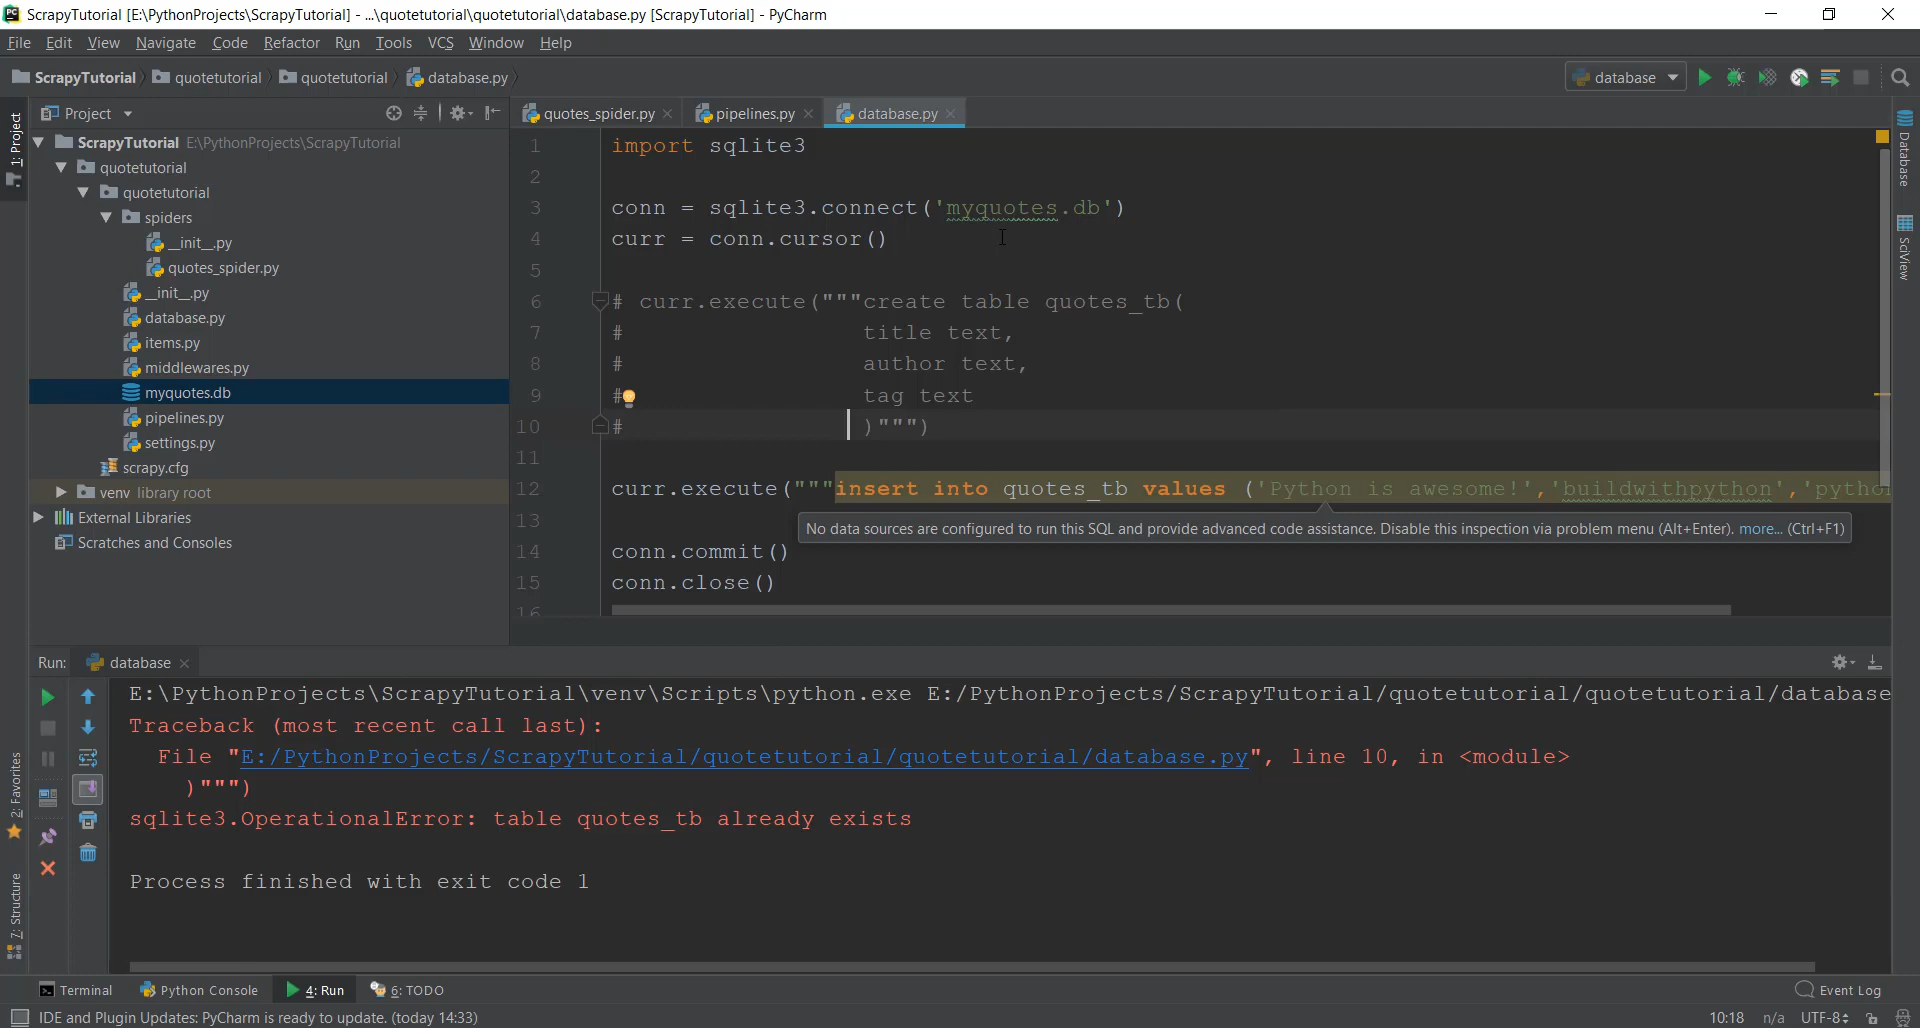 ScrapyTutorial [E:\PythonProjects\ScrapyTutorial] - ...\quotetutorial\quotetutorial\database.py [ScrapyTutorial] - PyCharm
File Edit View Navigate Code Refactor Run Tools VCS Window Help
ScrapyTutorial quotetutorial quotetutorial database.py
database
1: Project
Project
ScrapyTutorial E:\PythonProjects\ScrapyTutorial
quotetutorial
quotetutorial
spiders
__init__.py
quotes_spider.py
__init__.py
database.py
items.py
middlewares.py
myquotes.db
pipelines.py
settings.py
scrapy.cfg
venv library root
External Libraries
Scratches and Consoles
quotes_spider.py pipelines.py database.py
1 import sqlite3
2
3 conn = sqlite3.connect('myquotes.db')
4 curr = conn.cursor()
5
6 # curr.execute("""create table quotes_tb(
7 # title text,
8 # author text,
9 # tag text
10 # )""")
11
12 curr.execute("""insert into quotes_tb values ('Python is awesome!','buildwithpython','pytho
13
No data sources are configured to run this SQL and provide advanced code assistance. Disable this inspection via problem menu (Alt+Enter). more... (Ctrl+F1)
14 conn.commit()
15 conn.close()
16
Database
SciView
Run: database
E:\PythonProjects\ScrapyTutorial\venv\Scripts\python.exe E:/PythonProjects/ScrapyTutorial/quotetutorial/quotetutorial/database
Traceback (most recent call last):
File "E:/PythonProjects/ScrapyTutorial/quotetutorial/quotetutorial/database.py", line 10, in <module>
)""")
sqlite3.OperationalError: table quotes_tb already exists
Process finished with exit code 1
2: Favorites
7: Structure
Terminal Python Console 4: Run 6: TODO Event Log
IDE and Plugin Updates: PyCharm is ready to update. (today 14:33) 10:18 n/a UTF-8